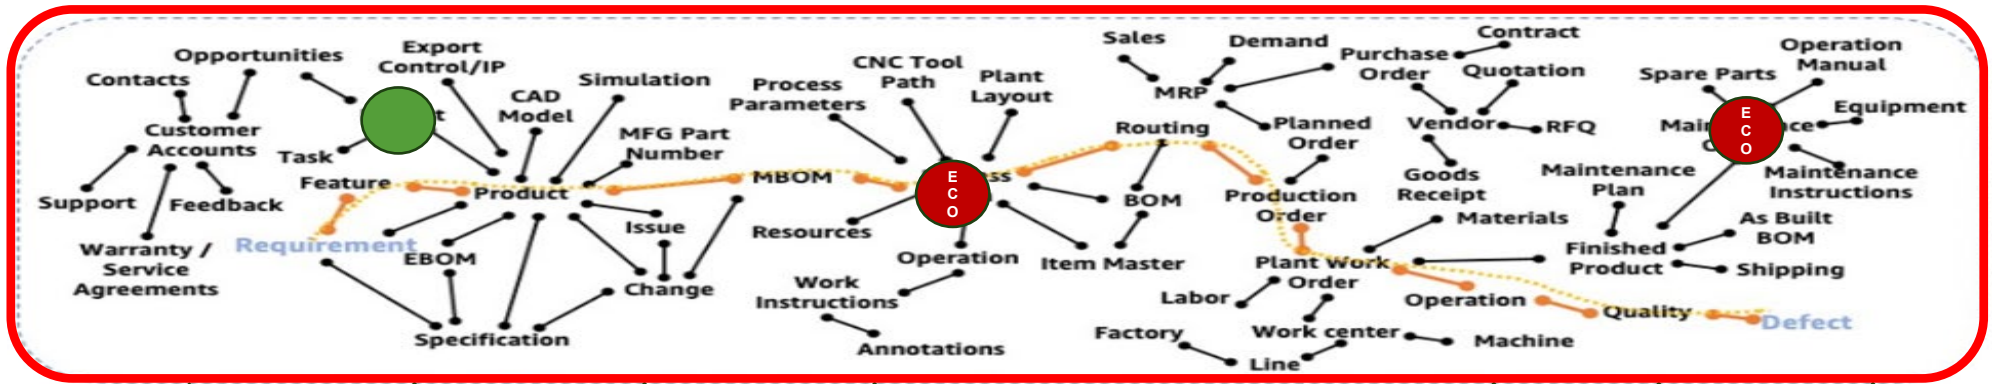 Opportunities
Contacts
Customer
Accounts
Support
Feedback
Warranty /
Service
Agreements
Export
Control/IP
Task
Feature
Requirement
CAD
Model
Simulation
MFG Part
Number
Product
EBOM
Issue
Change
Specification
Process
Parameters
CNC Tool
Path
Plant
Layout
MBOM
E
C
O
Resources
Operation
Work
Instructions
Annotations
Item Master
BOM
Routing
Sales
Demand
MRP
Planned
Order
Production
Order
Plant Work
Order
Labor
Factory
Line
Work center
Machine
Materials
Operation
Quality
Defect
Purchase
Order
Contract
Quotation
Vendor
RFQ
Goods
Receipt
Spare Parts
Operation
Manual
Equipment
E
C
O
Maintenance
Instructions
Maintenance
Plan
Finished
Product
As Built
BOM
Shipping